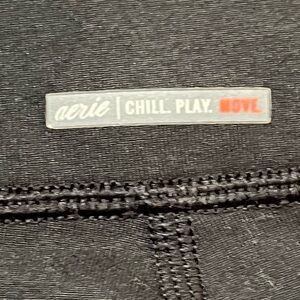 aerie | CHILL. PLAY. MOVE.